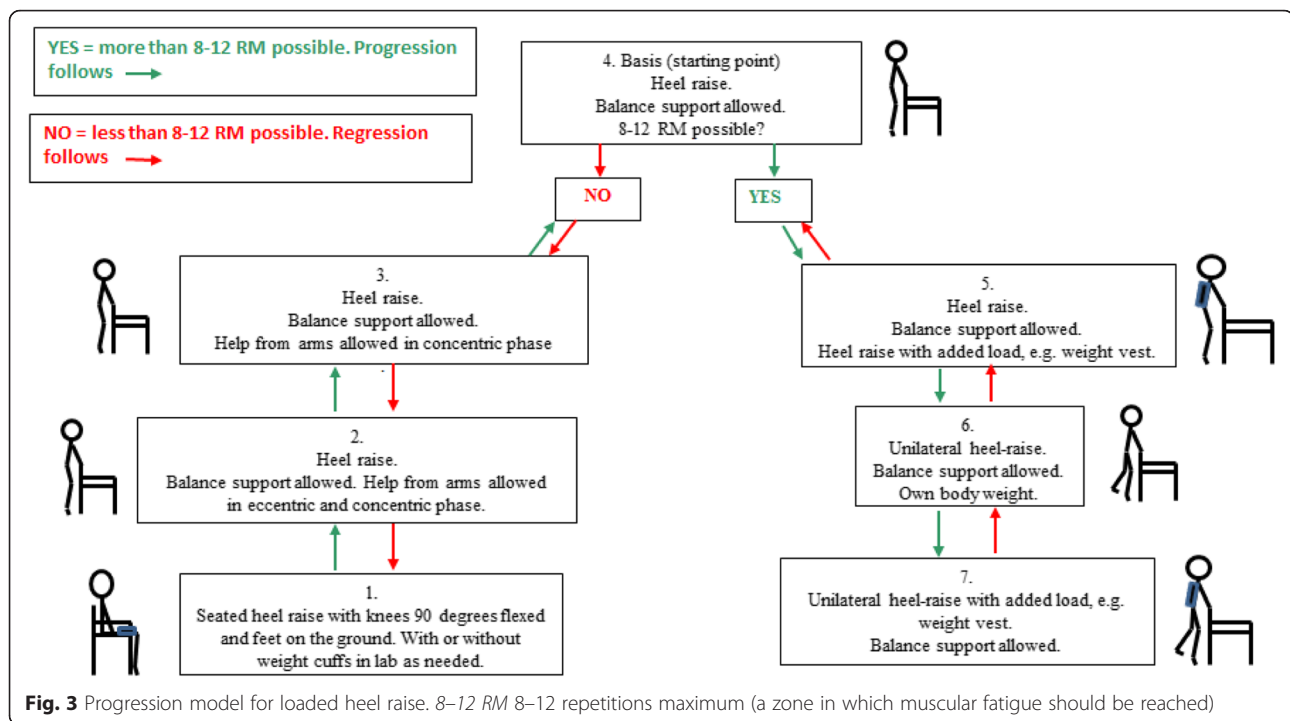 YES = more than 8-12 RM possible. Progression
follows
NO = less than 8-12 RM possible. Regression
follows
4. Basis (starting point)
Heel raise.
Balance support allowed.
8-12 RM possible?
NO
YES
3.
Heel raise.
Balance support allowed.
Help from arms allowed in concentric phase
.
5.
Heel raise.
Balance support allowed.
Heel raise with added load, e.g. weight vest.
2.
Heel raise.
Balance support allowed. Help from arms allowed
in eccentric and concentric phase.
6.
Unilateral heel-raise.
Balance support allowed.
Own body weight.
1.
Seated heel raise with knees 90 degrees flexed
and feet on the ground. With or without
weight cuffs in lab as needed.
7.
Unilateral heel-raise with added load, e.g.
weight vest.
Balance support allowed.
Fig. 3 Progression model for loaded heel raise. 8–12 RM 8–12 repetitions maximum (a zone in which muscular fatigue should be reached)